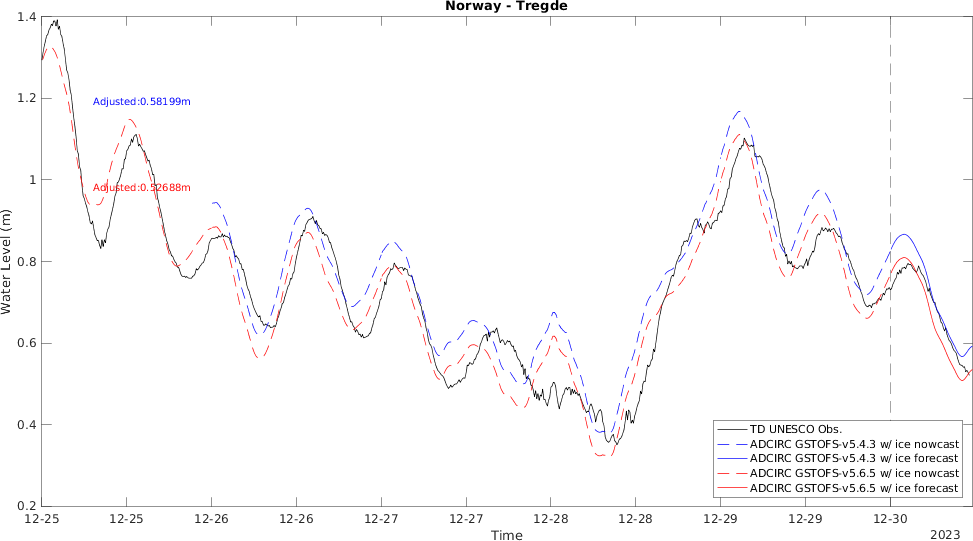 Norway - Tregde
1.4
1.2
1
0.8
0.6
0.4
0.2
Water Level (m)
Adjusted:0.58199m
Adjusted:0.52688m
TD UNESCO Obs.
ADCIRC GSTOFS-v5.4.3 w/ ice nowcast
ADCIRC GSTOFS-v5.4.3 w/ ice forecast
ADCIRC GSTOFS-v5.6.5 w/ ice nowcast
ADCIRC GSTOFS-v5.6.5 w/ ice forecast
12-25 12-25 12-26 12-26 12-27 12-27 12-28 12-28 12-29 12-29 12-30
Time
2023